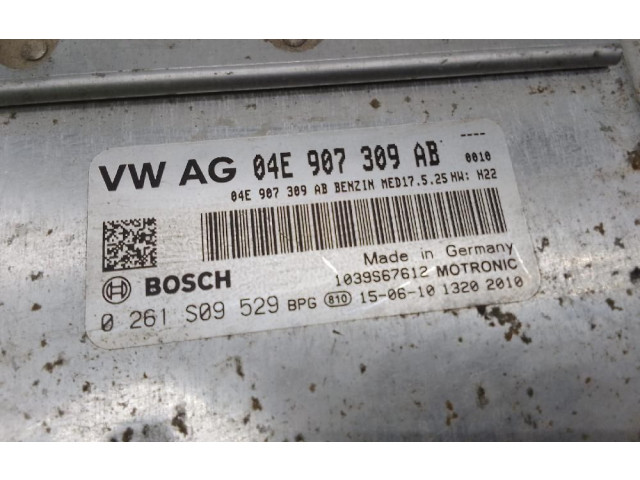 ----
VW AG 04E 907 309 AB 0010
04E 907 309 AB BENZIN MED17.5.25 HW: H22
Made in Germany
BOSCH 1039S67612 MOTRONIC
0 261 S09 529 BPG 810 15-06-10 1320 2010